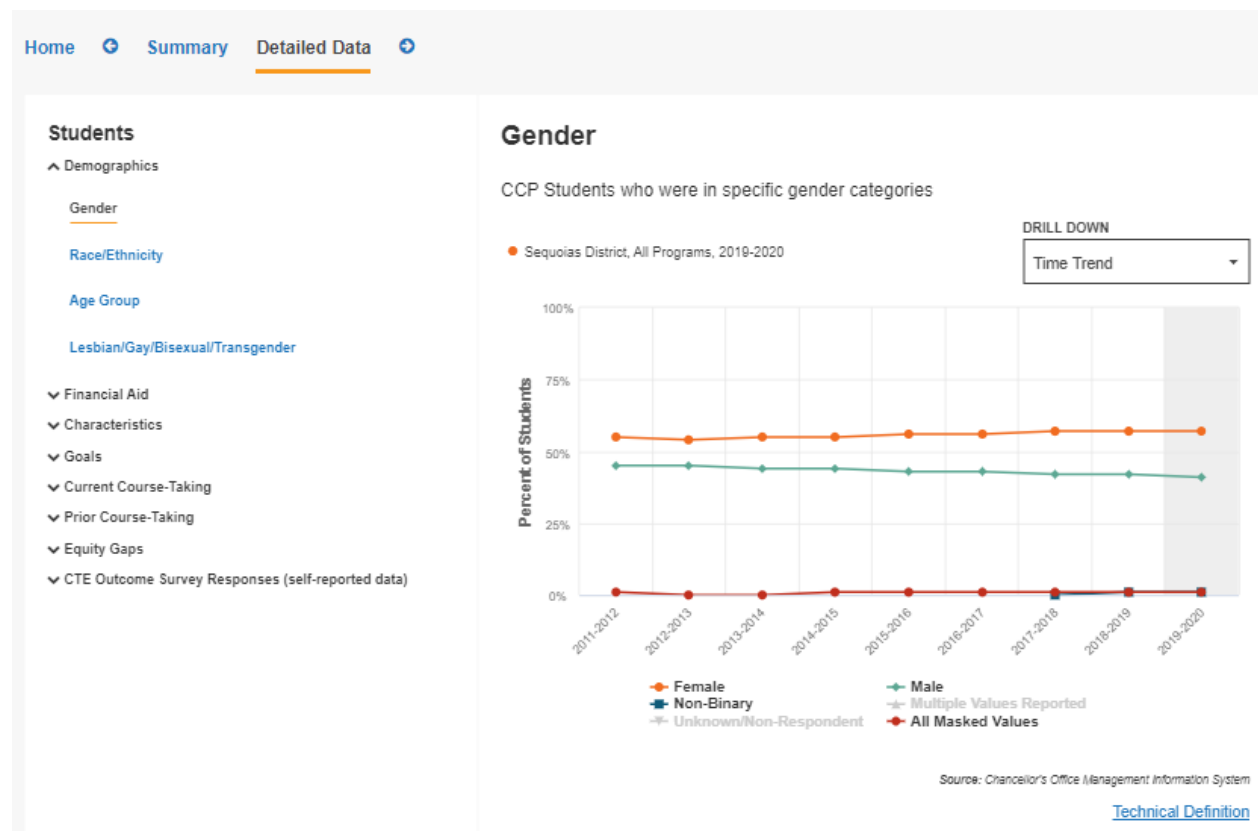 Home Summary Detailed Data
Students
Demographics
Gender
Race/Ethnicity
Age Group
Lesbian/Gay/Bisexual/Transgender
Financial Aid
Characteristics
Goals
Current Course-Taking
Prior Course-Taking
Equity Gaps
CTE Outcome Survey Responses (self-reported data)
Gender
CCP Students who were in specific gender categories
DRILL DOWN
Sequoias District, All Programs, 2019-2020
Time Trend
100%
75%
50%
25%
0%
Percent of Students
2011-2012
2012-2013
2013-2014
2014-2015
2015-2016
2016-2017
2017-2018
2018-2019
2019-2020
Female
Male
Non-Binary
Multiple Values Reported
Unknown/Non-Respondent
All Masked Values
Source: Chancellor's Office Management Information System
Technical Definition